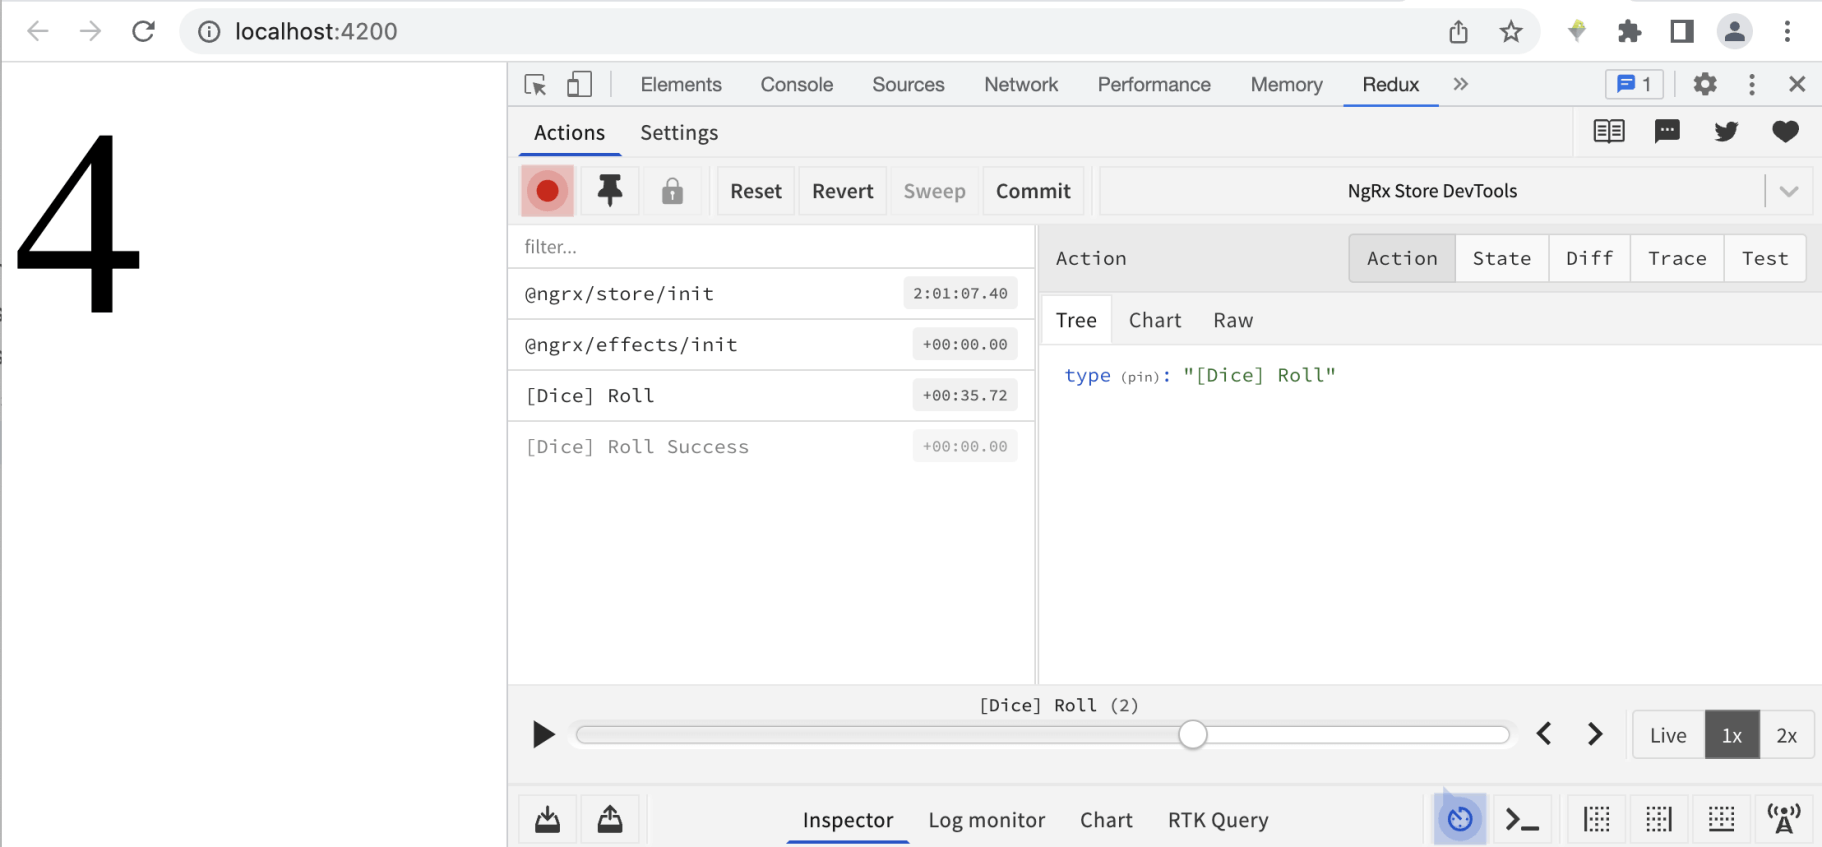 localhost:4200
4
Elements Console Sources Network Performance Memory Redux » 1
Actions Settings
Reset Revert Sweep Commit NgRx Store DevTools
filter...
@ngrx/store/init 2:01:07.40
@ngrx/effects/init +00:00.00
[Dice] Roll +00:35.72
[Dice] Roll Success +00:00.00
Action Action State Diff Trace Test
Tree Chart Raw
type (pin): "[Dice] Roll"
[Dice] Roll (2)
Live 1x 2x
Inspector Log monitor Chart RTK Query